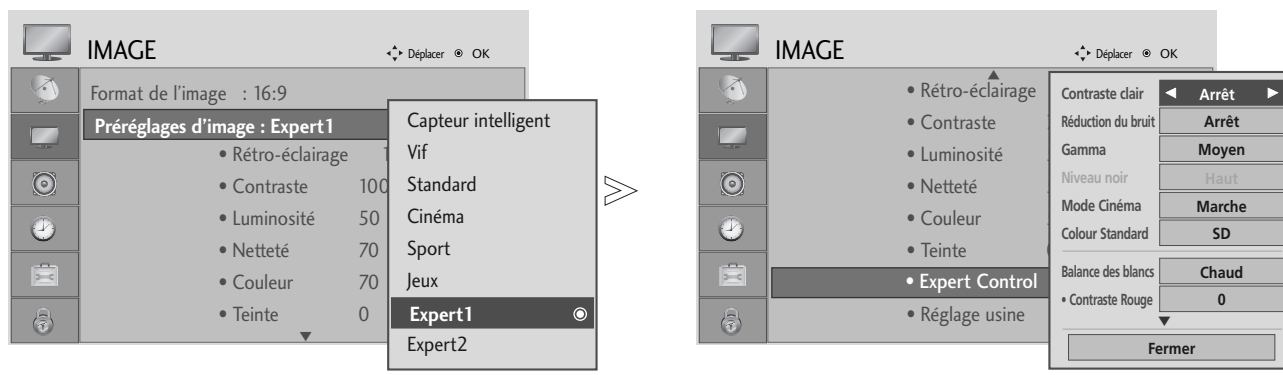 IMAGE
Déplacer OK
Format de l'image : 16:9
Préréglages d'image : Expert1
• Rétro-éclairage 1
• Contraste 100
• Luminosité 50
• Netteté 70
• Couleur 70
• Teinte 0
Capteur intelligent
Vif
Standard
Cinéma
Sport
Jeux
Expert1
Expert2
IMAGE
Déplacer OK
• Rétro-éclairage
• Contraste
• Luminosité
• Netteté
• Couleur
• Teinte
• Expert Control
• Réglage usine
Contraste clair Arrêt
Réduction du bruit Arrêt
Gamma Moyen
Niveau noir Haut
Mode Cinéma Marche
Colour Standard SD
Balance des blancs Chaud
• Contraste Rouge 0
Fermer